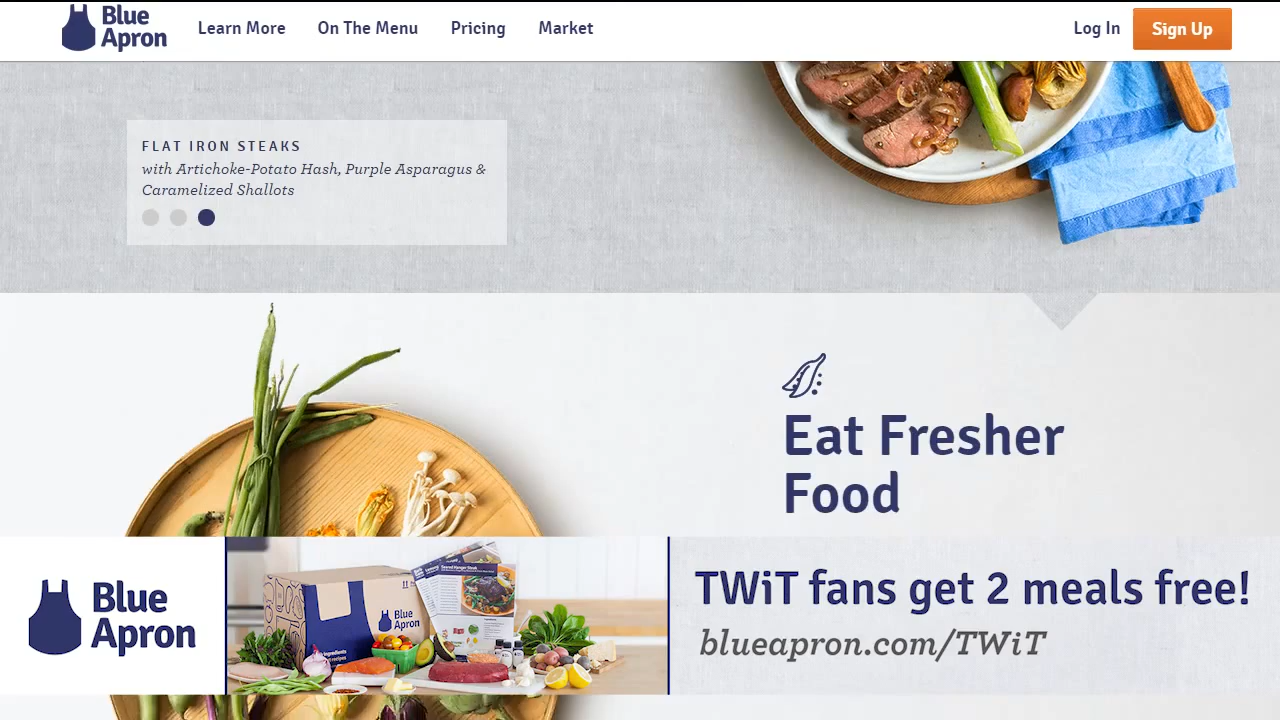 Blue
Apron
Learn More
On The Menu
Pricing
Market
Log In
Sign Up
FLAT IRON STEAKS
with Artichoke-Potato Hash, Purple Asparagus &
Caramelized Shallots
Eat Fresher
Food
Blue
Apron
Blue
Apron
TWiT fans get 2 meals free!
blueapron.com/TWiT